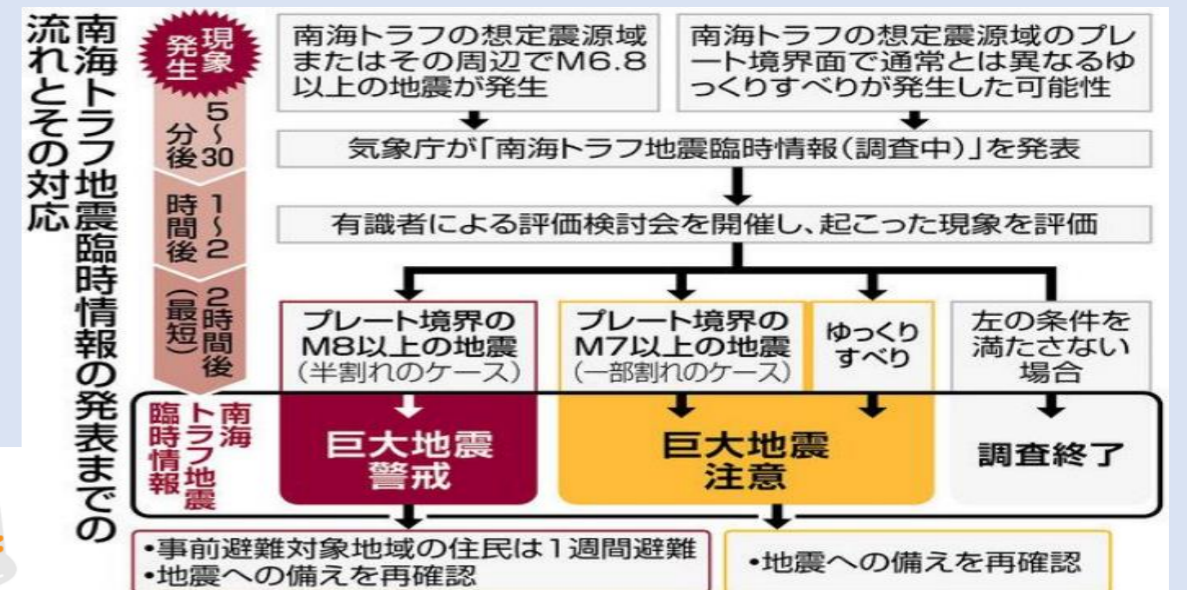 南海トラフ地震臨時情報の発表までの
流れとその対応
現象
発生
5~30
分後
1~2
時間後
2時間後
(最短)
南海トラフの想定震源域
またはその周辺でM6.8
以上の地震が発生
南海トラフの想定震源域のプレ
ート境界面で通常とは異なるゆ
っくりすべりが発生した可能性
気象庁が「南海トラフ地震臨時情報(調査中)」を発表
有識者による評価検討会を開催し、起こった現象を評価
プレート境界の
M8以上の地震
(半割れのケース)
プレート境界の
M7以上の地震
(一部割れのケース)
ゆっくり
すべり
左の条件を
満たさない
場合
南海
トラフ地震
臨時情報
巨大地震
警戒
巨大地震
注意
調査終了
•事前避難対象地域の住民は1週間避難
•地震への備えを再確認
•地震への備えを再確認